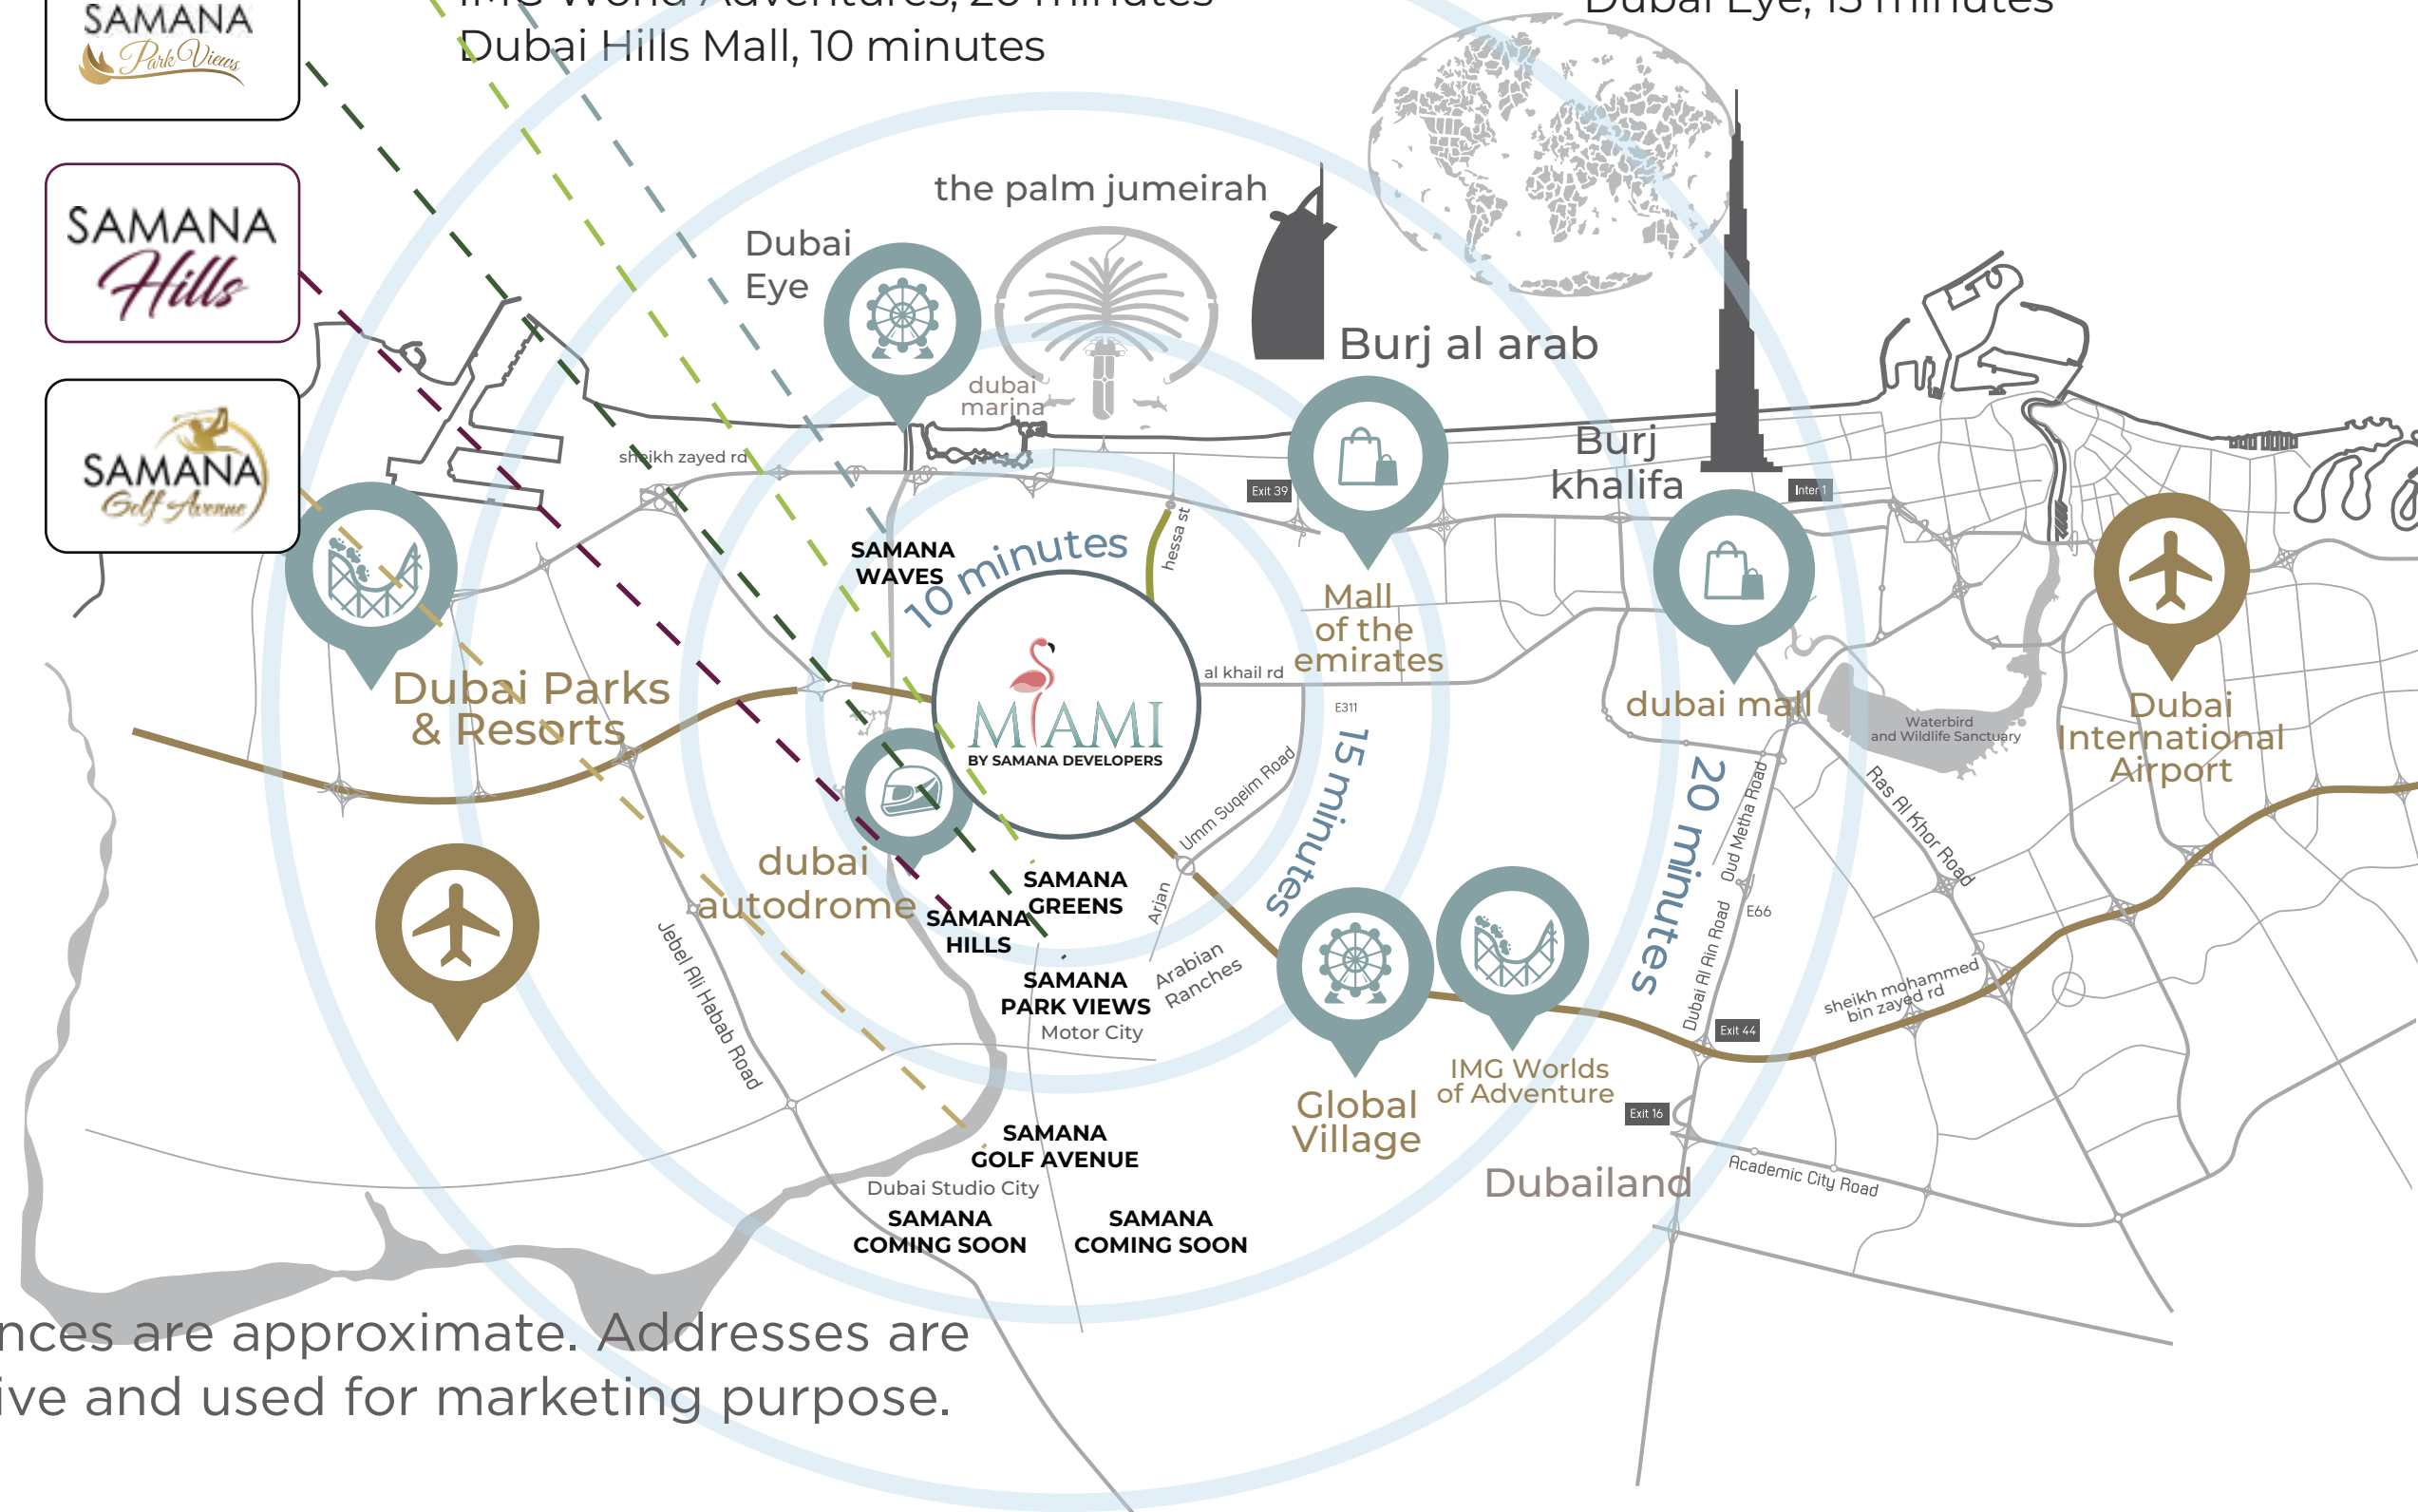 SAMANA
Park Views
IMG World Adventures, 20 minutes
Dubai Hills Mall, 10 minutes
Dubai Eye, 15 minutes
SAMANA
Hills
SAMANA
Golf Avenue
the palm jumeirah
Dubai
Eye
Burj al arab
dubai
marina
sheikh zayed rd
Exit 39
Burj
khalifa
Inter 1
hessa st
SAMANA
WAVES
10 minutes
Mall
of the
emirates
al khail rd
E311
MIAMI
BY SAMANA DEVELOPERS
Dubai Parks
& Resorts
dubai mall
Waterbird
and Wildlife Sanctuary
Dubai
International
Airport
15 minutes
20 minutes
Umm Suqeim Road
Oud Metha Road
Ras Al Khor Road
dubai
autodrome
SAMANA
GREENS
SAMANA
HILLS
Arjan
E66
Jebel Ali Habab Road
SAMANA
PARK VIEWS
Motor City
Arabian
Ranches
Dubai Al Ain Road
sheikh mohammed
bin zayed rd
Exit 44
IMG Worlds
of Adventure
Global
Village
Exit 16
SAMANA
GOLF AVENUE
Dubai Studio City
Dubailand
Academic City Road
SAMANA
COMING SOON
SAMANA
COMING SOON
nces are approximate. Addresses are
ive and used for marketing purpose.